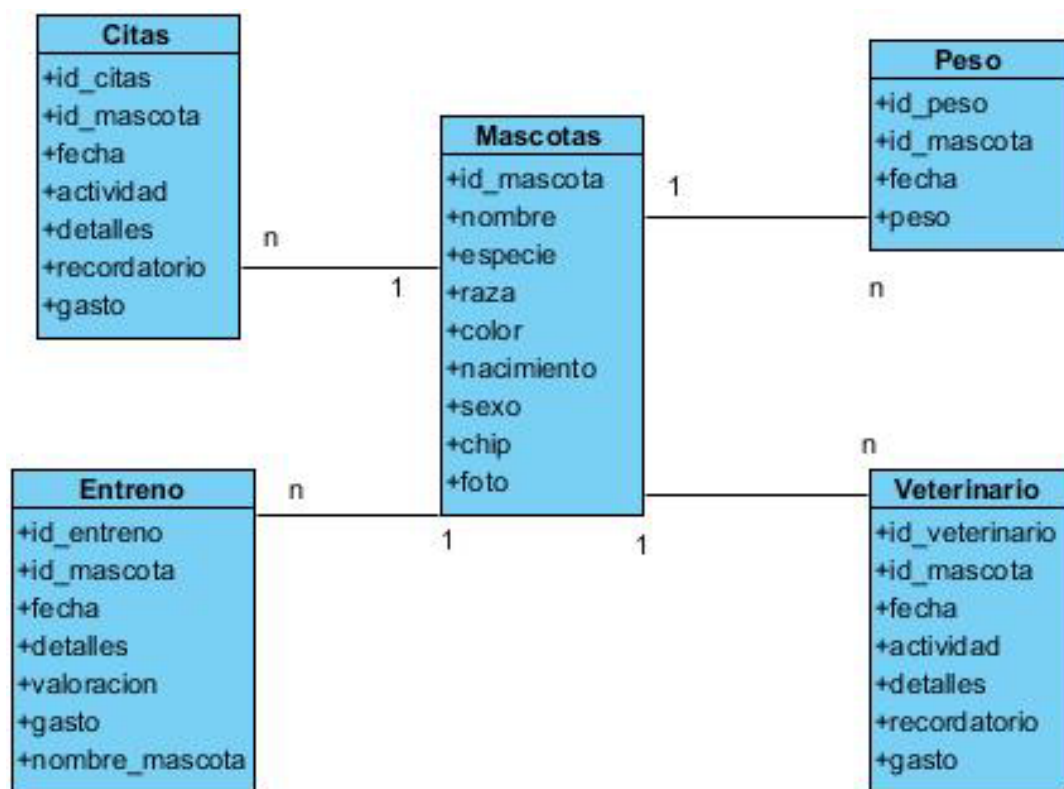 Citas
+id_citas
+id_mascota
+fecha
+actividad
+detalles
+recordatorio
+gasto
n
1
Mascotas
+id_mascota
+nombre
+especie
+raza
+color
+nacimiento
+sexo
+chip
+foto
1
n
Peso
+id_peso
+id_mascota
+fecha
+peso
Entreno
+id_entreno
+id_mascota
+fecha
+detalles
+valoracion
+gasto
+nombre_mascota
n
1
1
n
Veterinario
+id_veterinario
+id_mascota
+fecha
+actividad
+detalles
+recordatorio
+gasto